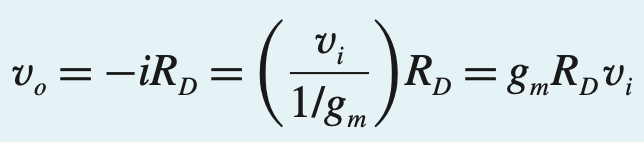 v_o = −iR_D = (v_i / (1/g_m)) R_D = g_m R_D v_i